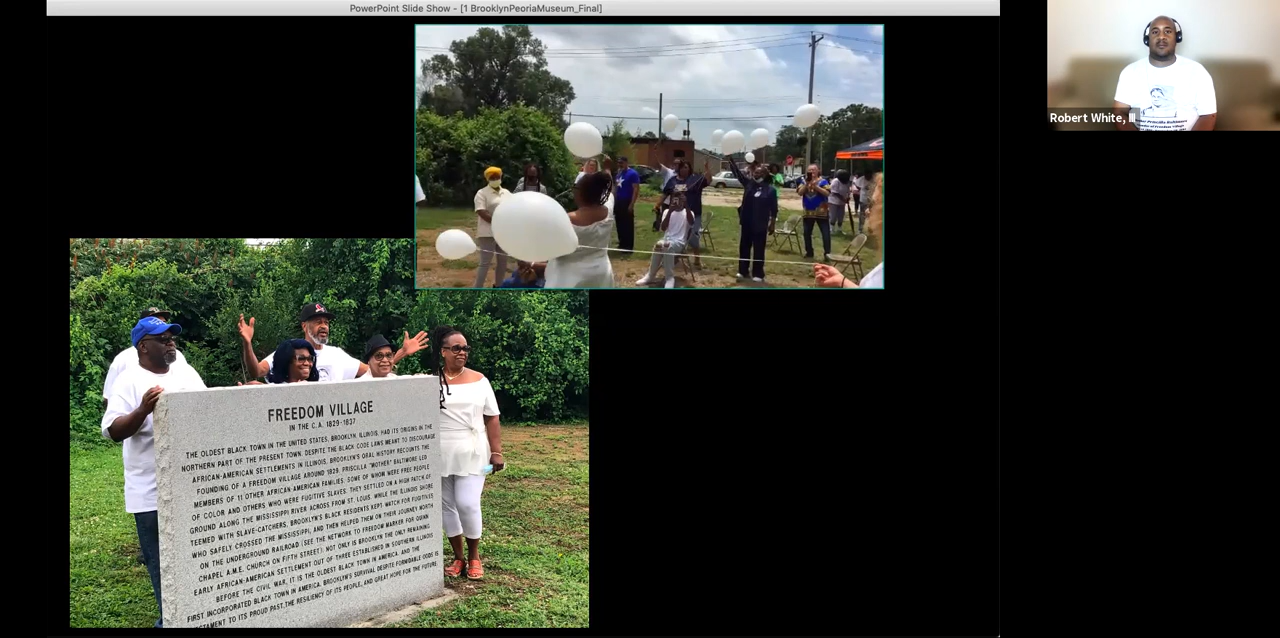 PowerPoint Slide Show - [1 BrooklynPeoriaMuseum_Final]
Robert White, III
FREEDOM VILLAGE
IN THE C.A. 1829-1837
THE OLDEST BLACK TOWN IN THE UNITED STATES, BROOKLYN, ILLINOIS, HAD ITS ORIGINS IN THE
NORTHERN PART OF THE PRESENT TOWN. DESPITE THE BLACK CODE LAWS MEANT TO DISCOURAGE
AFRICAN-AMERICAN SETTLEMENTS IN ILLINOIS, BROOKLYN'S ORAL HISTORY RECOUNTS THE
FOUNDING OF A FREEDOM VILLAGE AROUND 1829. PRISCILLA "MOTHER" BALTIMORE LED
MEMBERS OF 11 OTHER AFRICAN-AMERICAN FAMILIES, SOME OF WHOM WERE FREE PEOPLE
OF COLOR AND OTHERS WHO WERE FUGITIVE SLAVES. THEY SETTLED ON A HIGH PATCH OF
GROUND ALONG THE MISSISSIPPI RIVER ACROSS FROM ST. LOUIS. WHILE THE ILLINOIS SHORE
TEEMED WITH SLAVE-CATCHERS, BROOKLYN'S BLACK RESIDENTS KEPT WATCH FOR FUGITIVES
WHO SAFELY CROSSED THE MISSISSIPPI; AND THEN HELPED THEM ON THEIR JOURNEY NORTH
ON THE UNDERGROUND RAILROAD (SEE THE NETWORK TO FREEDOM MARKER FOR QUINN
CHAPEL A.M.E. CHURCH ON FIFTH STREET). NOT ONLY IS BROOKLYN THE ONLY REMAINING
EARLY AFRICAN-AMERICAN SETTLEMENT OUT OF THREE ESTABLISHED IN SOUTHERN ILLINOIS
BEFORE THE CIVIL WAR, IT IS THE OLDEST BLACK TOWN IN AMERICA, AND THE
FIRST INCORPORATED BLACK TOWN IN AMERICA. BROOKLYN'S SURVIVAL DESPITE FORMIDABLE ODDS IS
TO ITS PROUD PAST, THE RESILIENCY OF ITS PEOPLE, AND GREAT HOPE FOR THE FUTURE.